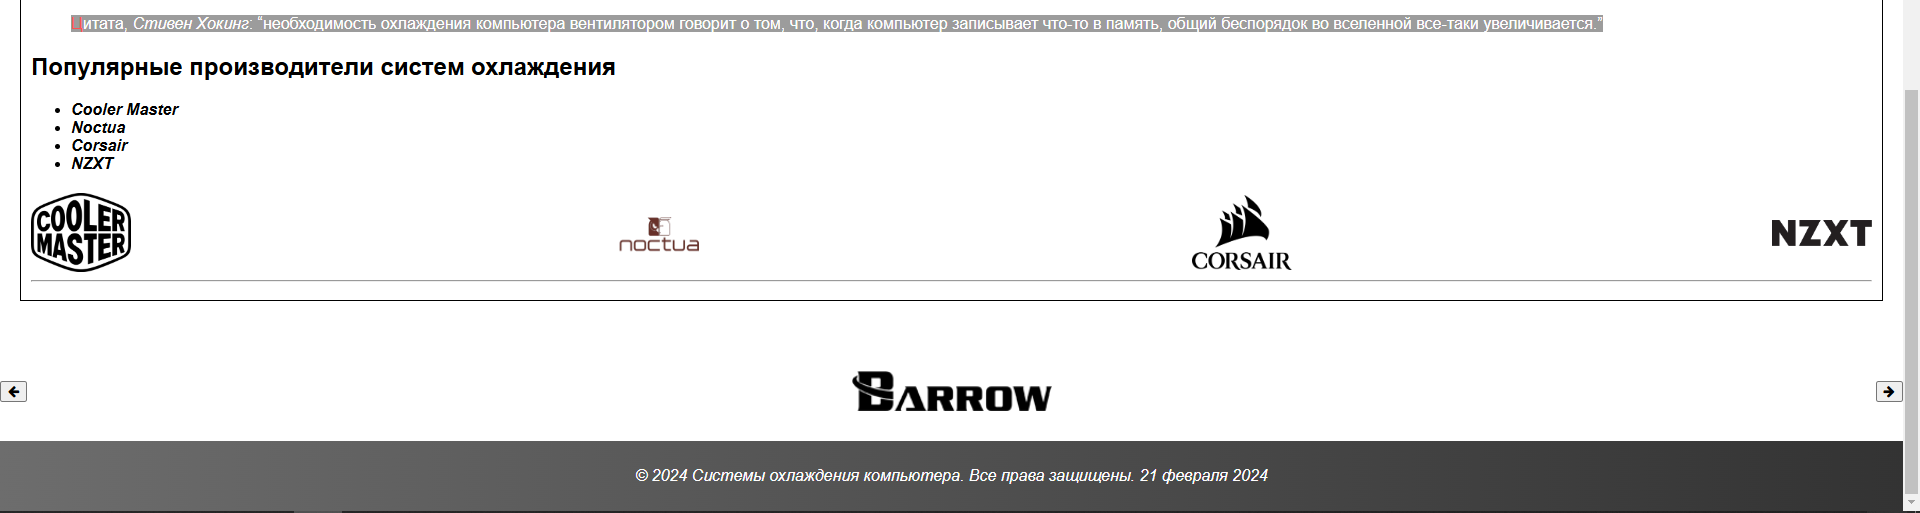 Цитата, Стивен Хокинг: “необходимость охлаждения компьютера вентилятором говорит о том, что, когда компьютер записывает что-то в память, общий беспорядок во вселенной все-таки увеличивается.”
Популярные производители систем охлаждения
Cooler Master
Noctua
Corsair
NZXT
COOLER
MASTER
noctua
CORSAIR
NZXT
BARROW
© 2024 Системы охлаждения компьютера. Все права защищены. 21 февраля 2024